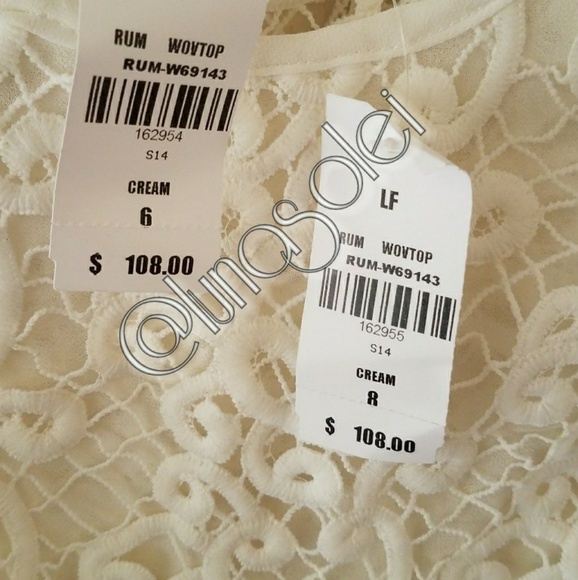 RUM WOVTOP
RUM-W69143
162954
S14
CREAM
6
$ 108.00
LF
RUM WOVTOP
RUM-W69143
162955
S14
CREAM
8
$ 108.00
@lunaSolei